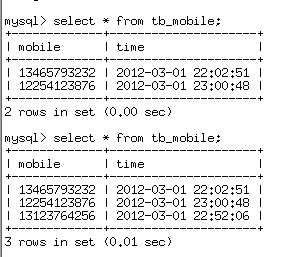 mysql> select * from tb_mobile;
+-------------+---------------------+
| mobile      | time                |
+-------------+---------------------+
| 13465793232 | 2012-03-01 22:02:51 |
| 12254123876 | 2012-03-01 23:00:48 |
+-------------+---------------------+
2 rows in set (0.00 sec)
mysql> select * from tb_mobile;
+-------------+---------------------+
| mobile      | time                |
+-------------+---------------------+
| 13465793232 | 2012-03-01 22:02:51 |
| 12254123876 | 2012-03-01 23:00:48 |
| 13123764256 | 2012-03-01 22:52:06 |
+-------------+---------------------+
3 rows in set (0.01 sec)